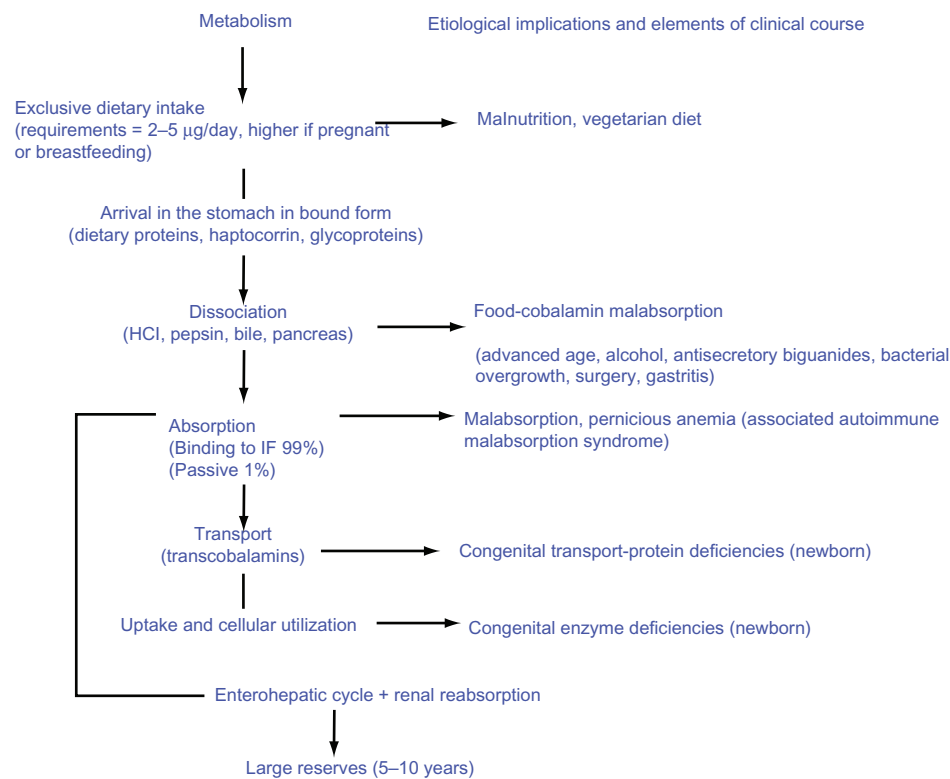 Metabolism
Etiological implications and elements of clinical course
Exclusive dietary intake
(requirements = 2–5 μg/day, higher if pregnant
or breastfeeding)
Malnutrition, vegetarian diet
Arrival in the stomach in bound form
(dietary proteins, haptocorrin, glycoproteins)
Dissociation
(HCI, pepsin, bile, pancreas)
Food-cobalamin malabsorption
(advanced age, alcohol, antisecretory biguanides, bacterial
overgrowth, surgery, gastritis)
Absorption
(Binding to IF 99%)
(Passive 1%)
Malabsorption, pernicious anemia (associated autoimmune
malabsorption syndrome)
Transport
(transcobalamins)
Congenital transport-protein deficiencies (newborn)
Uptake and cellular utilization
Congenital enzyme deficiencies (newborn)
Enterohepatic cycle + renal reabsorption
Large reserves (5–10 years)